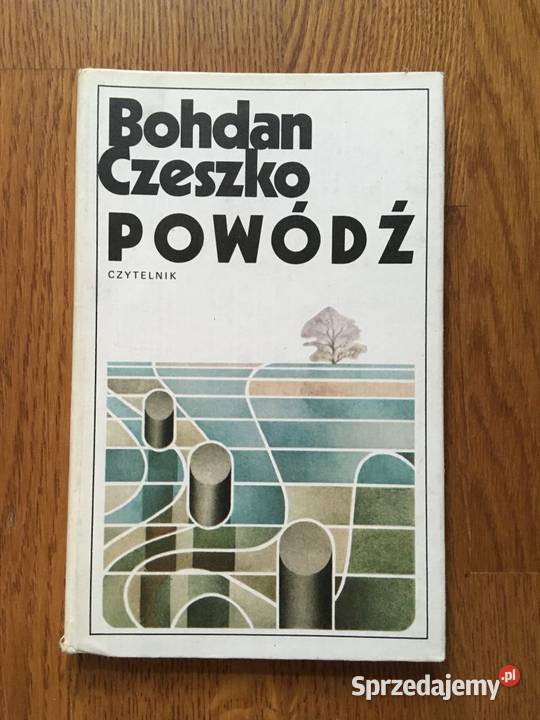 Bohdan
Czeszko
POWÓDŹ
CZYTELNIK
Sprzedajemy.pl